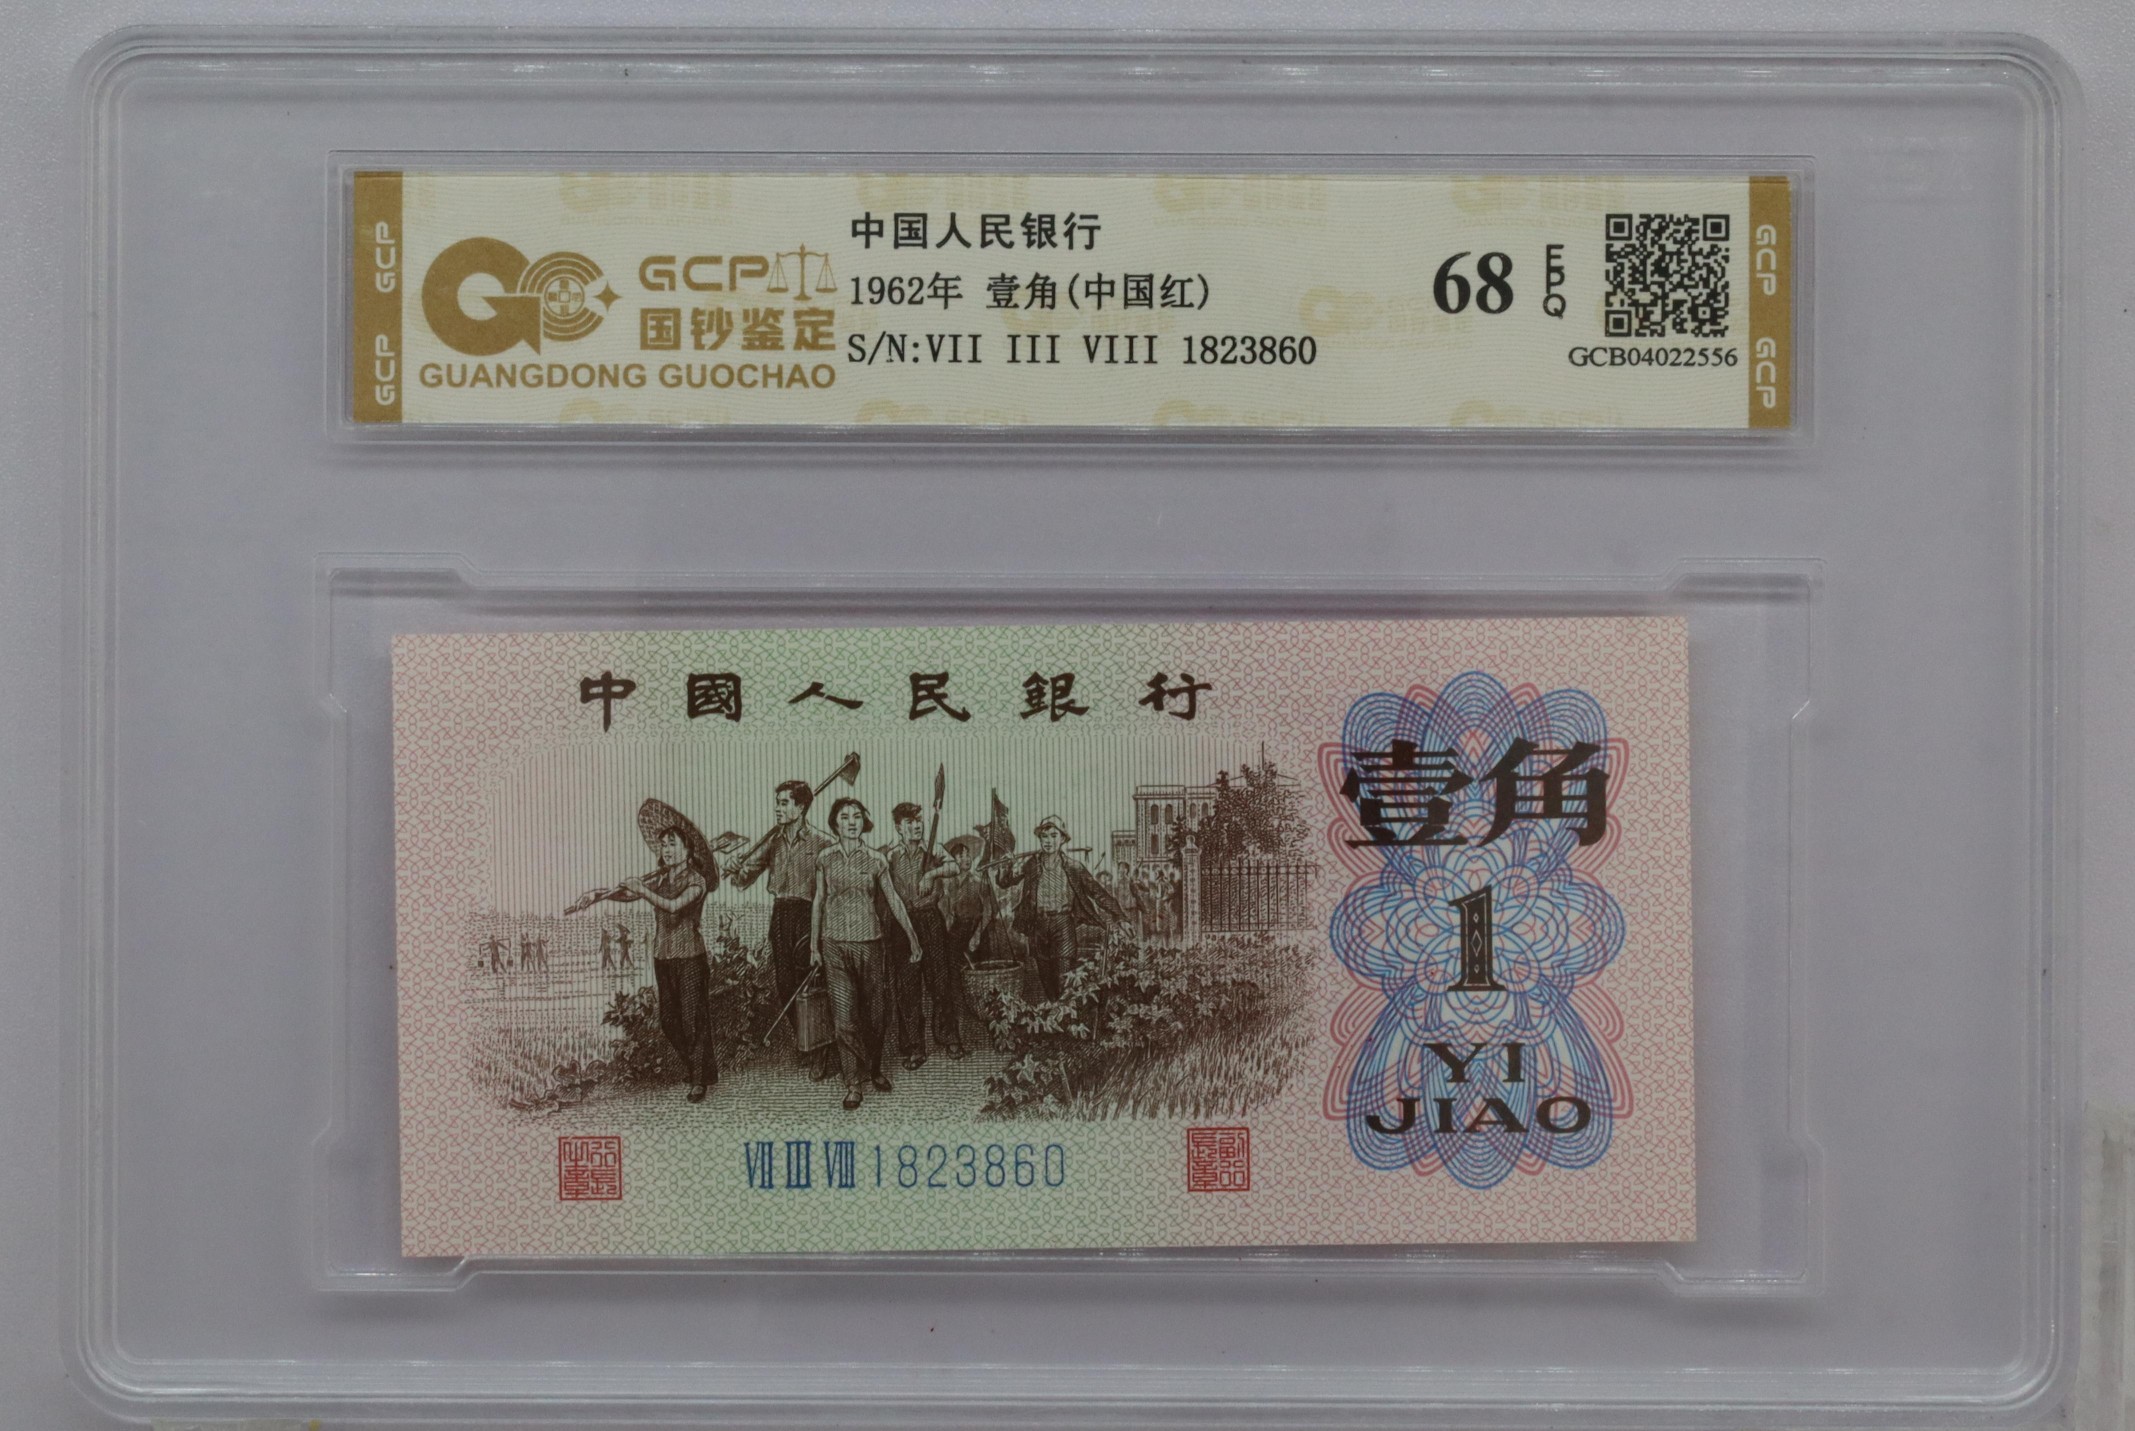 GCP
GCP
GCP
国钞鉴定
GUANGDONG GUOCHAO
中国人民银行
1962年 壹角(中国红)
S/N:VII III VIII 1823860
68
EPQ
GCB04022556
GCP
GCP
中國人民銀行
壹角
1
YI
JIAO
VII III VIII 1823860